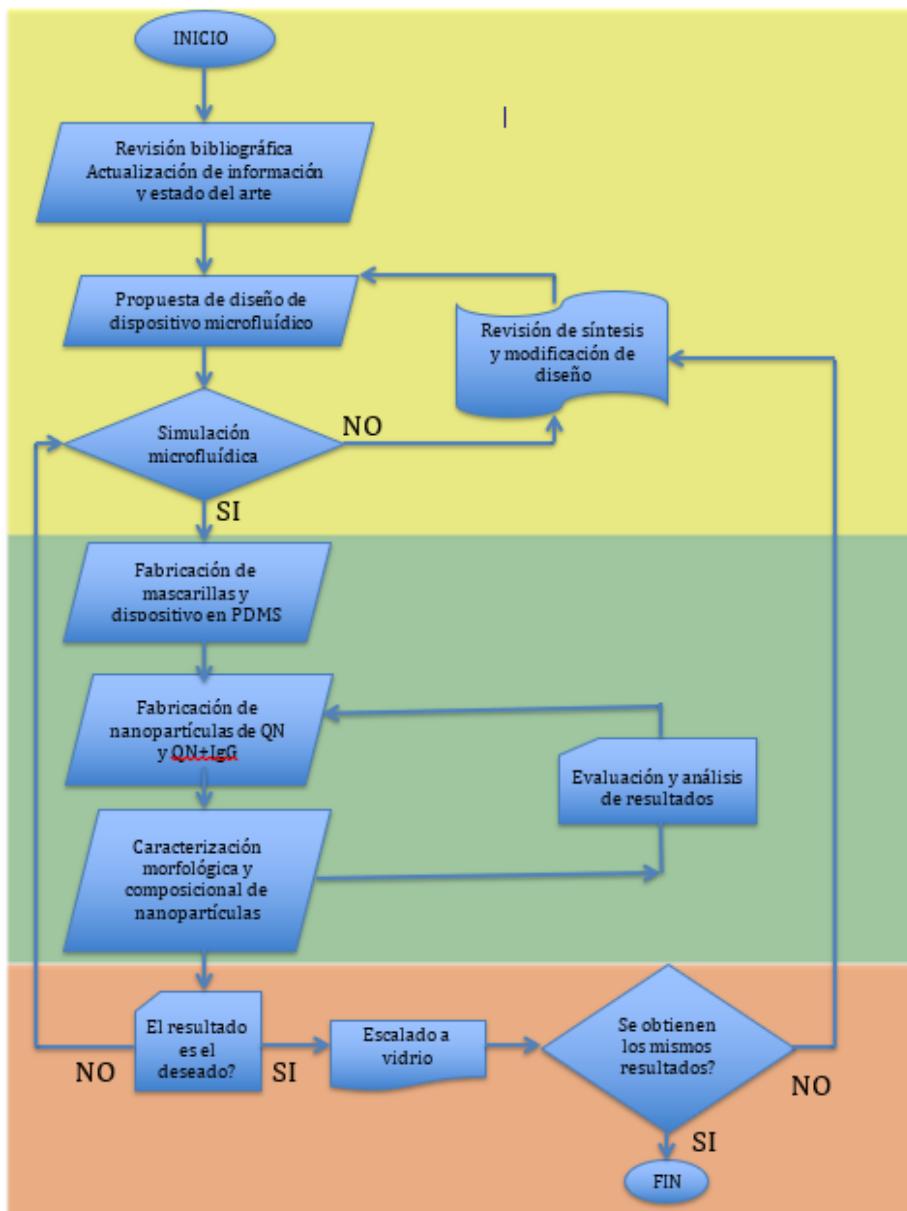 INICIO
Revisión bibliográfica
Actualización de información
y estado del arte
Propuesta de diseño de
dispositivo microfluídico
Revisión de síntesis
y modificación de
diseño
Simulación
microfluídica
NO
SI
Fabricación de
mascarillas y
dispositivo en PDMS
Fabricación de
nanopartículas de QN
y QN+IgG
Evaluación y análisis
de resultados
Caracterización
morfológica y
composicional de
nanopartículas
El resultado
es el
deseado?
NO
SI
Escalado a
vidrio
Se obtienen
los mismos
resultados?
NO
SI
FIN